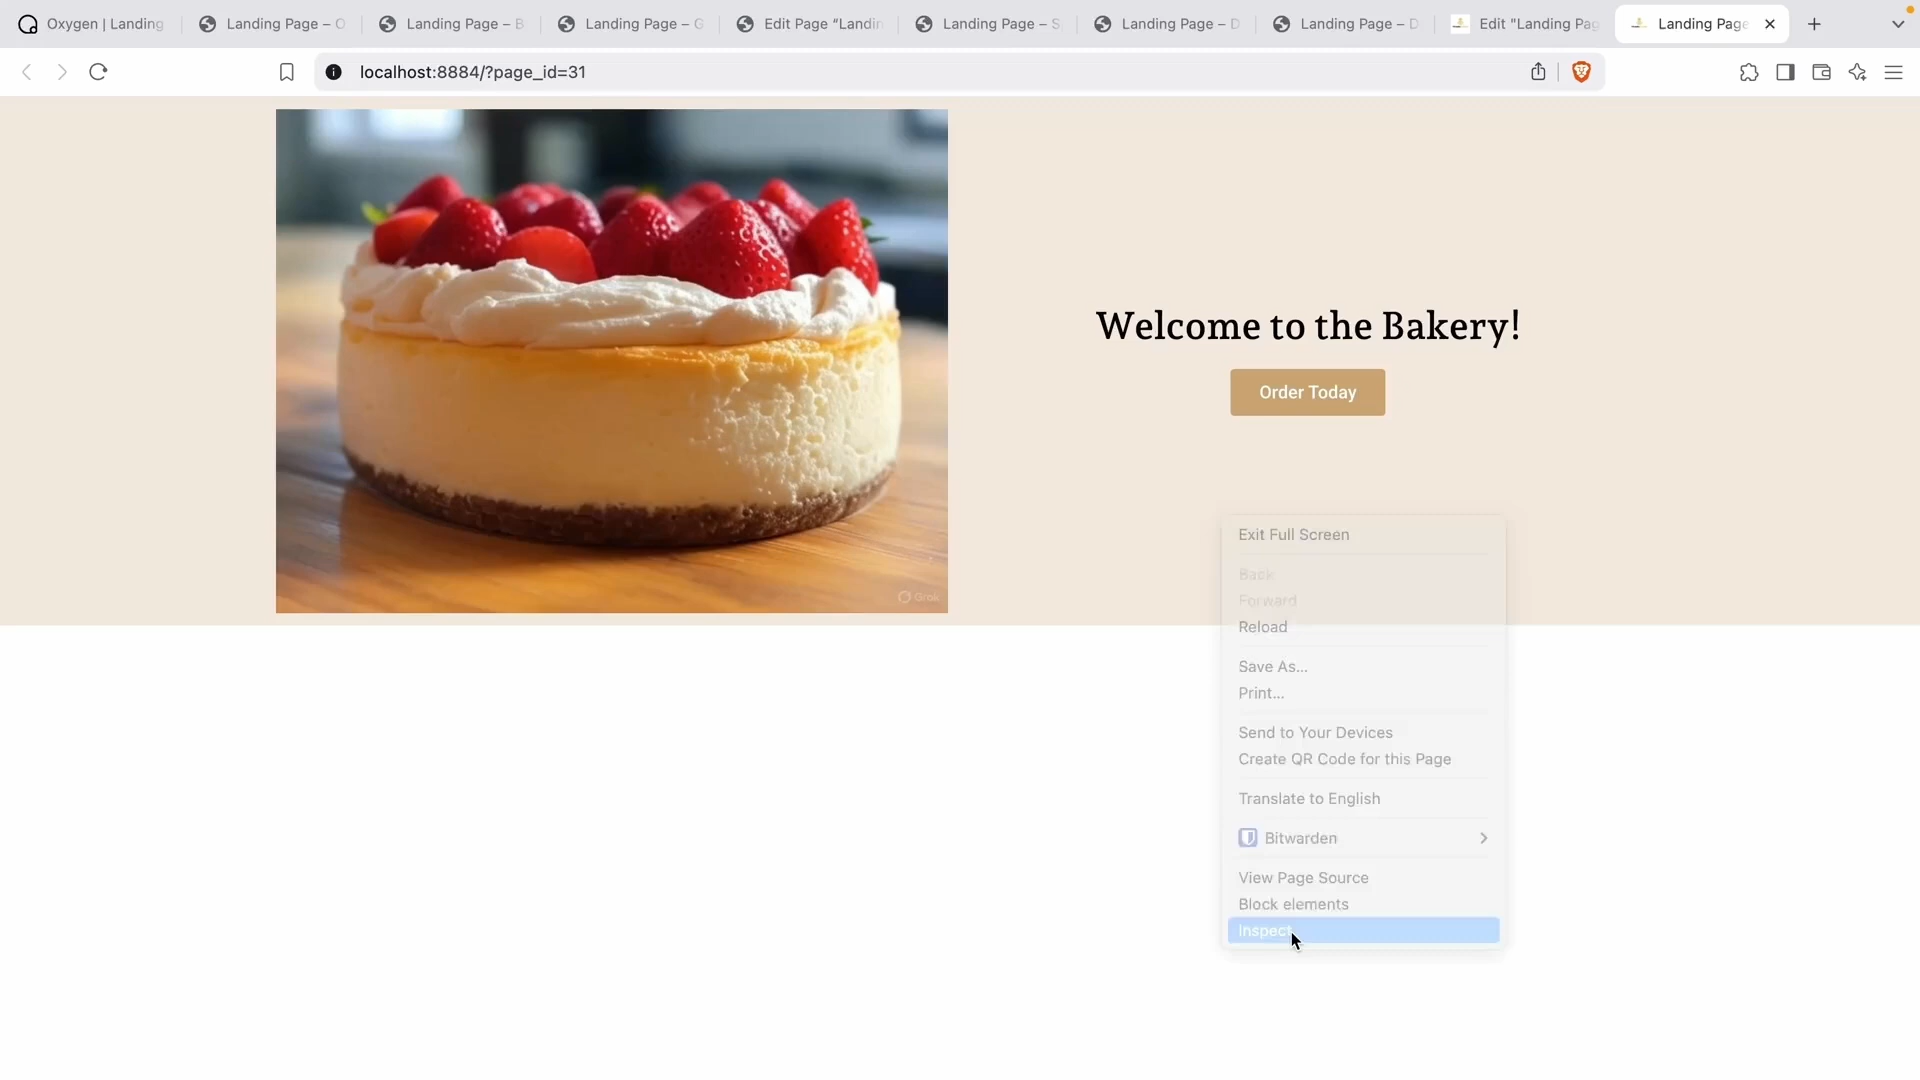 Oxygen | Landing
Landing Page – O
Landing Page – B
Landing Page – G
Edit Page “Landin
Landing Page – S
Landing Page – D
Landing Page – D
Edit "Landing Pag
Landing Page
localhost:8884/?page_id=31
Welcome to the Bakery!
Order Today
Grok
Exit Full Screen
Back
Forward
Reload
Save As...
Print...
Send to Your Devices
Create QR Code for this Page
Translate to English
Bitwarden
View Page Source
Block elements
Inspect